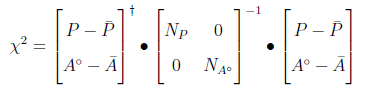 χ² = [P − P̄ ; A° − Ā]† • [N_P 0 ; 0 N_A°]⁻¹ • [P − P̄ ; A° − Ā]